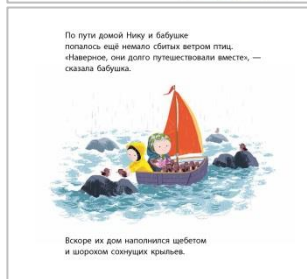 По пути домой Нику и бабушке
попалось ещё немало сбитых ветром птиц.
«Наверное, они долго путешествовали вместе», —
сказала бабушка.
Вскоре их дом наполнился щебетом
и шорохом сохнущих крыльев.